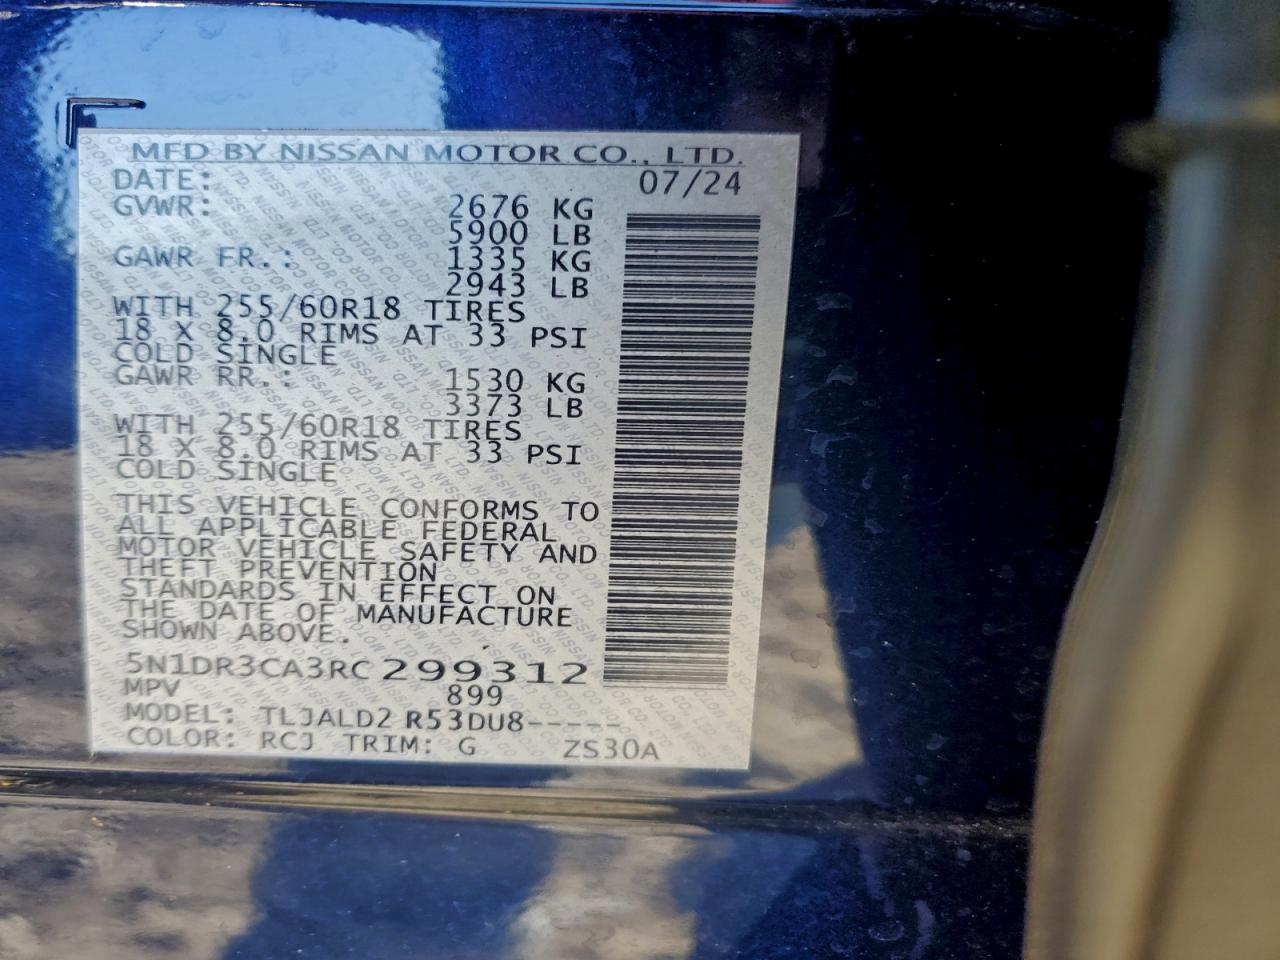 MFD BY NISSAN MOTOR CO., LTD.
DATE: 07/24
GVWR: 2676 KG
5900 LB
GAWR FR.: 1335 KG
2943 LB
WITH 255/60R18 TIRES
18 X 8.0 RIMS AT 33 PSI
COLD SINGLE
GAWR RR.: 1530 KG
3373 LB
WITH 255/60R18 TIRES
18 X 8.0 RIMS AT 33 PSI
COLD SINGLE
THIS VEHICLE CONFORMS TO
ALL APPLICABLE FEDERAL
MOTOR VEHICLE SAFETY AND
THEFT PREVENTION
STANDARDS IN EFFECT ON
THE DATE OF MANUFACTURE
SHOWN ABOVE.
5N1DR3CA3RC299312
MPV 899
MODEL: TLJALD2 R53DU8-----
COLOR: RCJ TRIM: G ZS30A